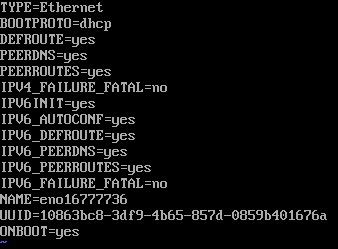 TYPE=Ethernet
BOOTPROTO=dhcp
DEFROUTE=yes
PEERDNS=yes
PEERROUTES=yes
IPV4_FAILURE_FATAL=no
IPV6INIT=yes
IPV6_AUTOCONF=yes
IPV6_DEFROUTE=yes
IPV6_PEERDNS=yes
IPV6_PEERROUTES=yes
IPV6_FAILURE_FATAL=no
NAME=eno16777736
UUID=10863bc8-3df9-4b65-857d-0859b401676a
ONBOOT=yes
~